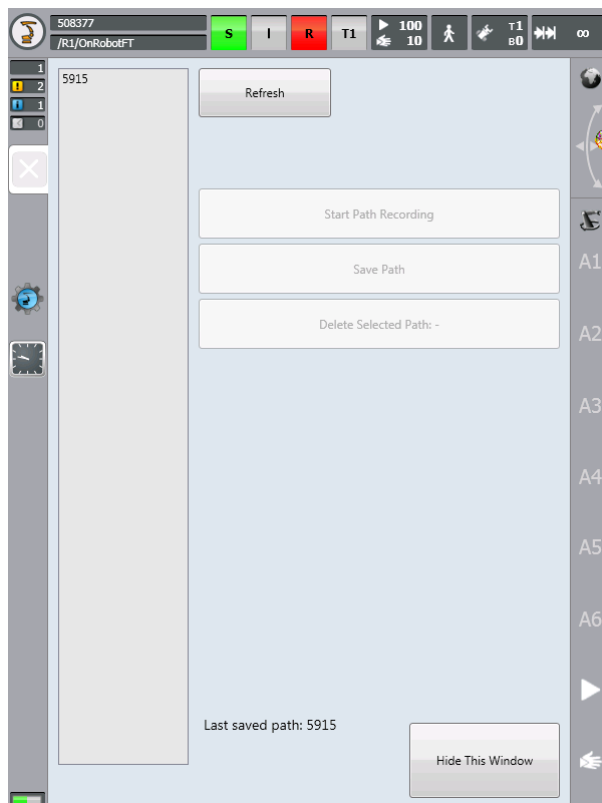 508377
/R1/OnRobotFT
S I R T1
100
10
T1
B0
∞
1
2
1
0
5915
Refresh
Start Path Recording
Save Path
Delete Selected Path: -
A1
A2
A3
A4
A5
A6
Last saved path: 5915
Hide This Window